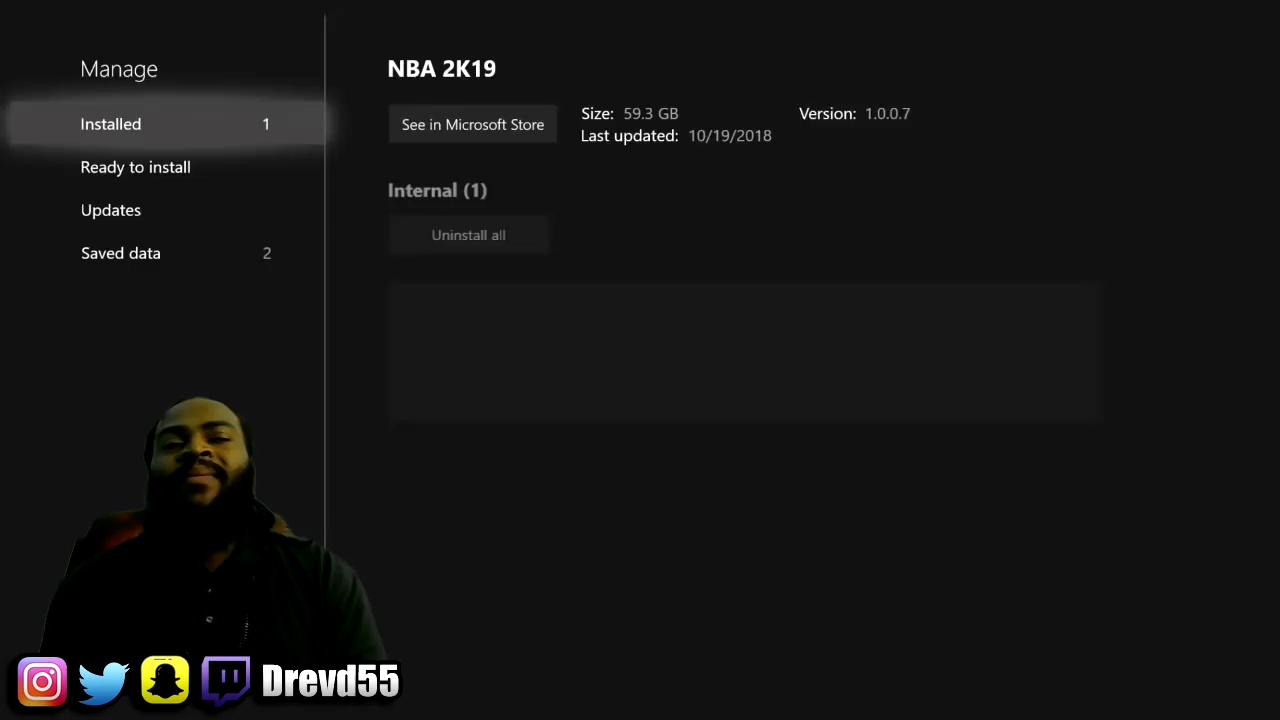 Manage
Installed 1
Ready to install
Updates
Saved data 2
NBA 2K19
See in Microsoft Store
Size: 59.3 GB
Last updated: 10/19/2018
Version: 1.0.0.7
Internal (1)
Uninstall all
Drevd55